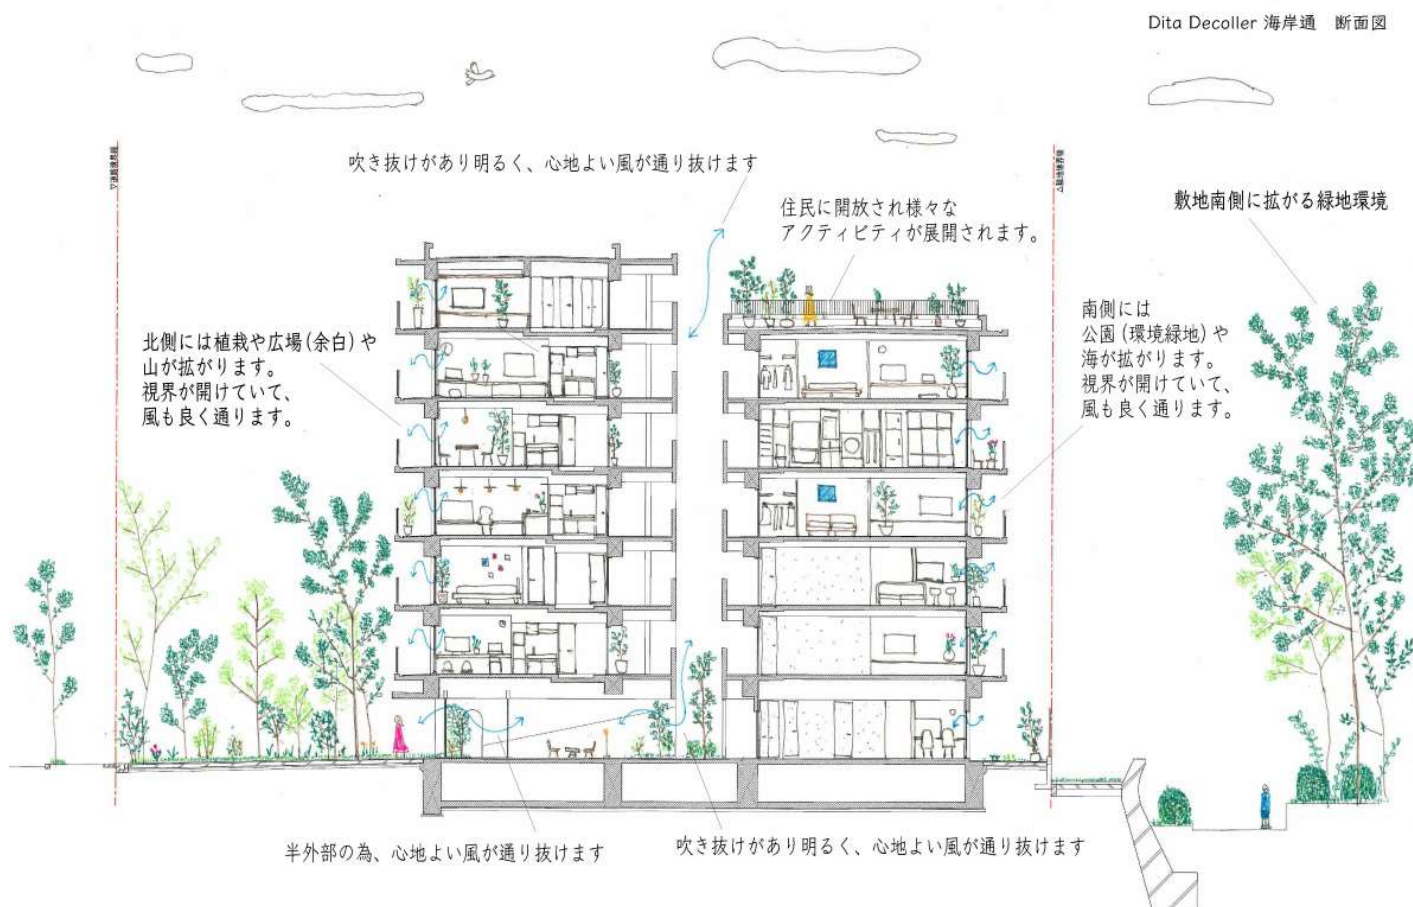 Dita Decoller 海岸通　断面図
吹き抜けがあり明るく、心地よい風が通り抜けます
住民に開放され様々な
アクティビティが展開されます。
敷地南側に拡がる緑地環境
北側には植栽や広場(余白)や
山が拡がります。
視界が開けていて、
風も良く通ります。
南側には
公園(環境緑地)や
海が拡がります。
視界が開けていて、
風も良く通ります。
半外部の為、心地よい風が通り抜けます
吹き抜けがあり明るく、心地よい風が通り抜けます